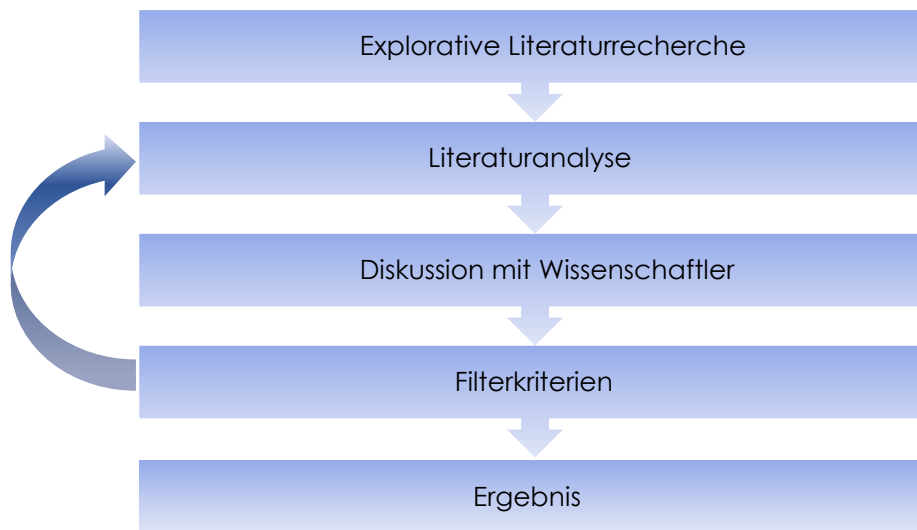 Explorative Literaturrecherche
Literaturanalyse
Diskussion mit Wissenschaftler
Filterkriterien
Ergebnis